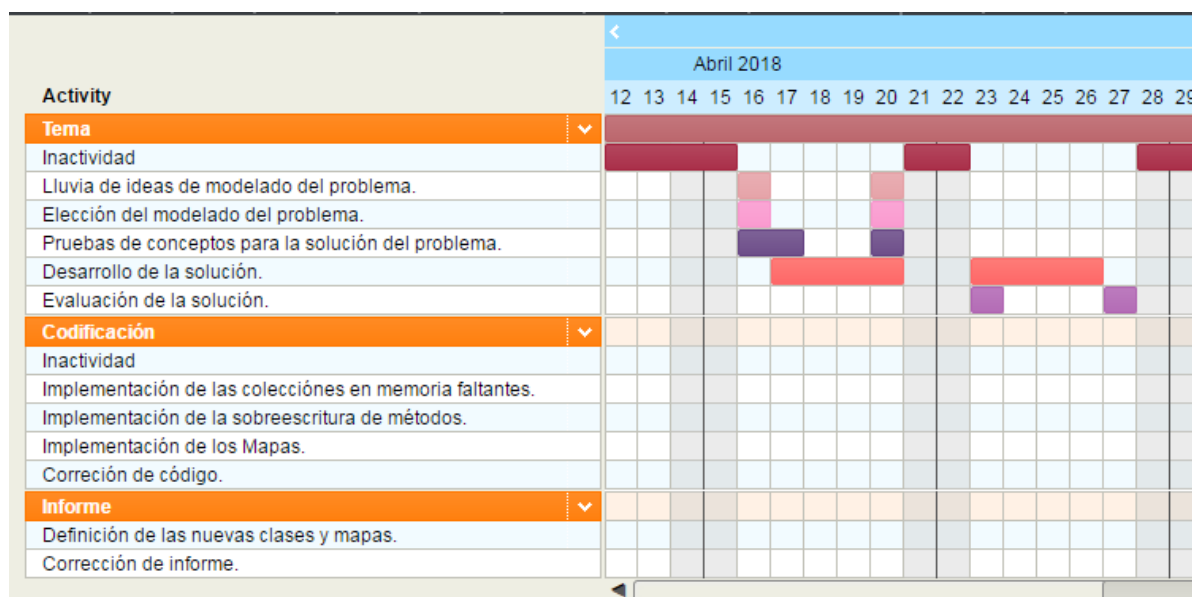 Abril 2018
Activity
12 13 14 15 16 17 18 19 20 21 22 23 24 25 26 27 28 29
Tema
Inactividad
Lluvia de ideas de modelado del problema.
Elección del modelado del problema.
Pruebas de conceptos para la solución del problema.
Desarrollo de la solución.
Evaluación de la solución.
Codificación
Inactividad
Implementación de las colecciónes en memoria faltantes.
Implementación de la sobreescritura de métodos.
Implementación de los Mapas.
Correción de código.
Informe
Definición de las nuevas clases y mapas.
Corrección de informe.